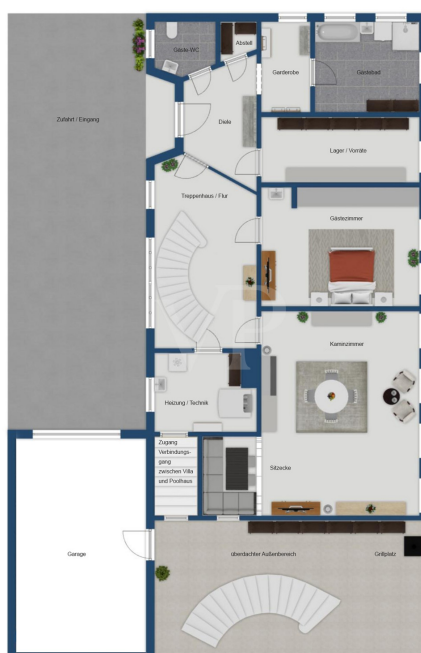 Gäste-WC
Abstell
Garderobe
Gästebad
Zufahrt / Eingang
Diele
Lager / Vorräte
Treppenhaus / Flur
Gästezimmer
VP
Kaminzimmer
Heizung / Technik
Zugang
Verbindungs-
gang
zwischen Villa
und Poolhaus
Sitzecke
Garage
überdachter Außenbereich
Grillplatz